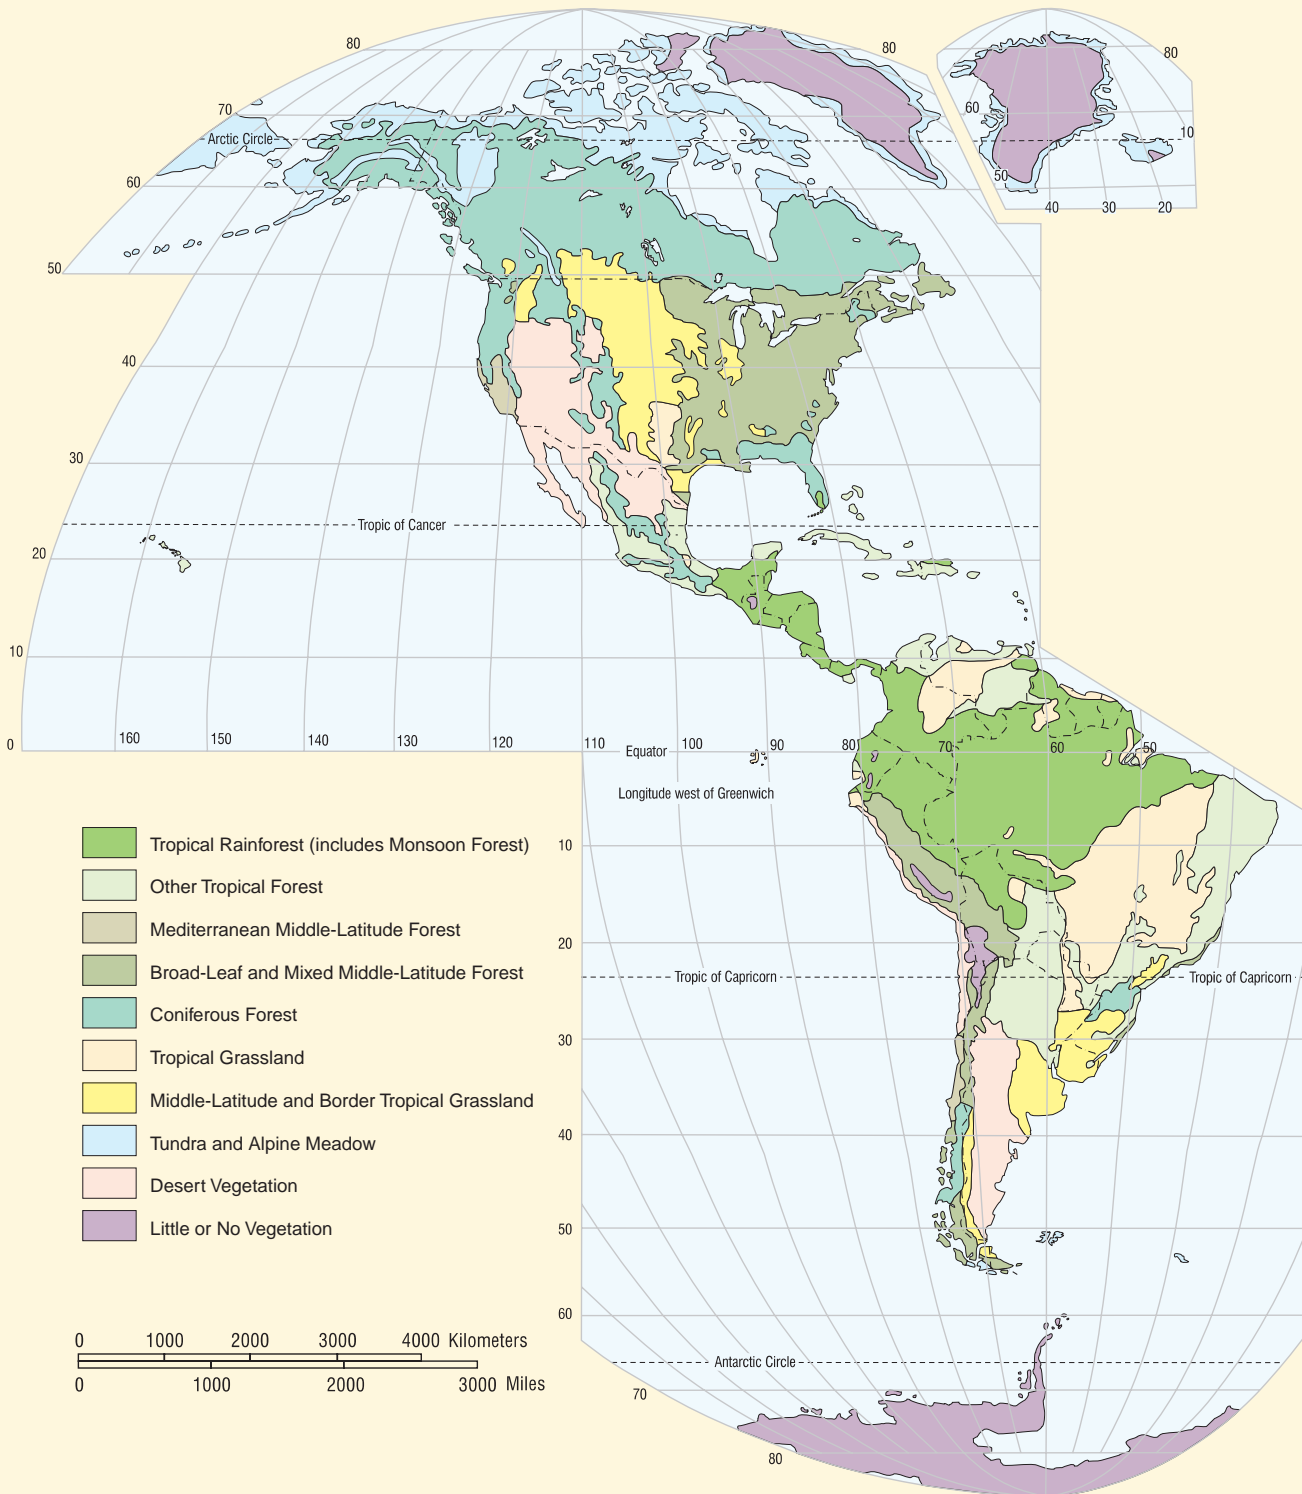 80
80
80
70
Arctic Circle
60
10
60
50
40
30
20
50
40
30
Tropic of Cancer
20
10
0
160
150
140
130
120
110
Equator
100
90
80
70
60
50
Longitude west of Greenwich
Tropical Rainforest (includes Monsoon Forest)
10
Other Tropical Forest
Mediterranean Middle-Latitude Forest
20
Broad-Leaf and Mixed Middle-Latitude Forest
Tropic of Capricorn
Tropic of Capricorn
Coniferous Forest
30
Tropical Grassland
Middle-Latitude and Border Tropical Grassland
40
Tundra and Alpine Meadow
Desert Vegetation
50
Little or No Vegetation
60
0 1000 2000 3000 4000 Kilometers
Antarctic Circle
0 1000 2000 3000 Miles
70
80